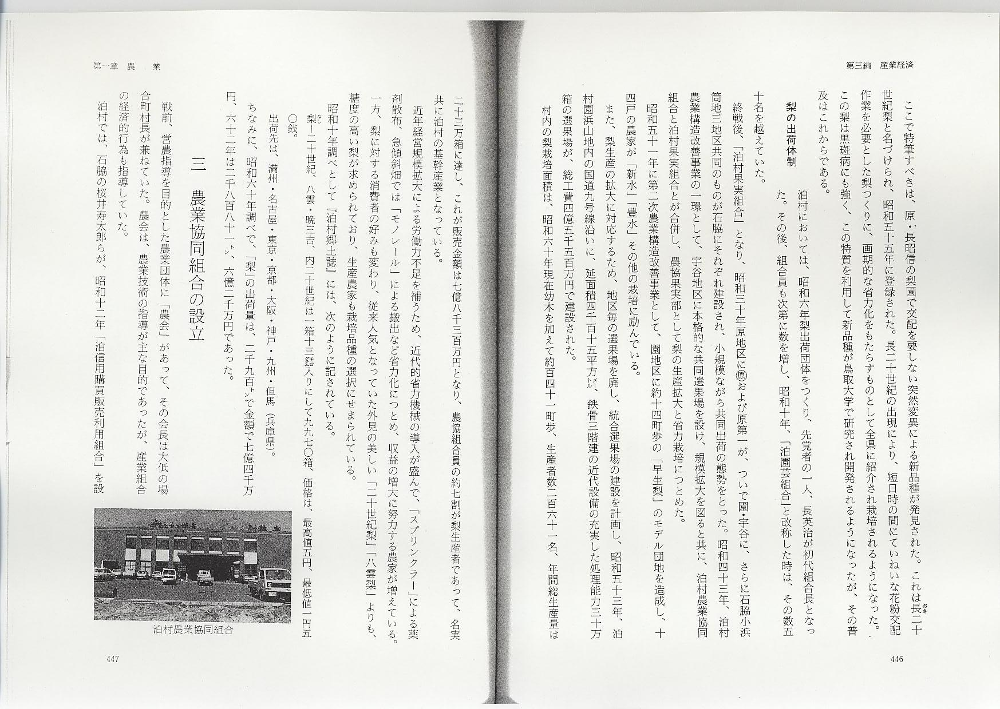 第三編　産業経済
ここで特筆すべきは、原・長昭信の梨園で交配を要しない突然変異による新品種が発見された。これは長二十
おさ
世紀梨と名づけられ、昭和五十五年に登録された。長二十世紀の出現により、短日時の間にていねいな花粉交配
作業を必要とした梨つくりに、画期的な省力化をもたらすものとして全県に紹介され栽培されるようになった。
この梨は黒斑病にも強く、この特質を利用して新品種が鳥取大学で研究され開発されるようになったが、その普
及はこれからである。
梨の出荷体制
泊村においては、昭和六年梨出荷団体をつくり、先覚者の一人、長英治が初代組合長となっ
た。その後、組合員も次第に数を増し、昭和十年、「泊園芸組合」と改称した時は、その数五
十名を越えていた。
終戦後、「泊村果実組合」となり、昭和三十年原地区に㊊および原第一が、ついで園・宇谷に、さらに石脇小浜
筒地三地区共同のものが石脇にそれぞれ建設され、小規模ながら共同出荷の態勢をとった。昭和四十三年、泊村
農業構造改善事業の一環として、宇谷地区に本格的な共同選果場を設け、規模拡大を図ると共に、泊村農業協同
組合と泊村果実組合とが合併し、農協果実部として梨の生産拡大と省力栽培につとめた。
昭和五十一年に第二次農業構造改善事業として、園地区に約十四町歩の「早生梨」のモデル団地を造成し、十
四戸の農家が「新水」「豊水」その他の栽培に励んでいる。
また、梨生産の拡大に対応するため、地区毎の選果場を廃し、統合選果場の建設を計画し、昭和五十三年、泊
村園浜山地内の国道九号線沿いに、延面積四千百十五平方メートル、鉄骨三階建の近代設備の充実した処理能力三十万
箱の選果場が、総工費四億五千五百万円で建設された。
村内の梨栽培面積は、昭和六十年現在幼木を加えて約百四十一町歩、生産者数二百六十一名、年間総生産量は
446
第一章　農　業
二十三万箱に達し、これが販売金額は七億八千三百万円となり、農協組合員の約七割が梨生産者であって、名実
共に泊村の基幹産業となっている。
近年経営規模拡大による労働力不足を補うため、近代的省力機械の導入が盛んで、「スプリンクラー」による薬
剤散布、急傾斜畑では「モノレール」による搬出など省力化につとめ、収益の増大に努力する農家が増えている。
一方、梨に対する消費者の好みも変わり、従来人気となっていた外見の美しい「二十世紀梨」「八雲梨」よりも、
糖度の高い梨が求められており、生産農家も栽培品種の選択にせまられている。
昭和十年調べとして『泊村郷土誌』には、次のように記されている。
梨―二十世紀、八雲・晩三吉、内二十世紀は一箱十三キロ入りにして九九七〇箱、価格は、最高値五円、最低値一円五
なし
〇銭。
出荷先は、満州・名古屋・東京・京都・大阪・神戸・九州・但馬（兵庫県）。
ちなみに、昭和六十年調べで、「梨」の出荷量は、二千九百トンで金額で七億四千万
円、六十二年は二千八百八十一トン、六億二千万円であった。
三　農業協同組合の設立
戦前、営農指導を目的とした農業団体に「農会」があって、その会長は大低の場
合町村長が兼ねていた。農会は、農業技術の指導が主な目的であったが、産業組合
の経済的行為も指導していた。
泊村では、石脇の桜井寿太郎らが、昭和十二年「泊信用購買販売利用組合」を設
泊村農業協同組合
447